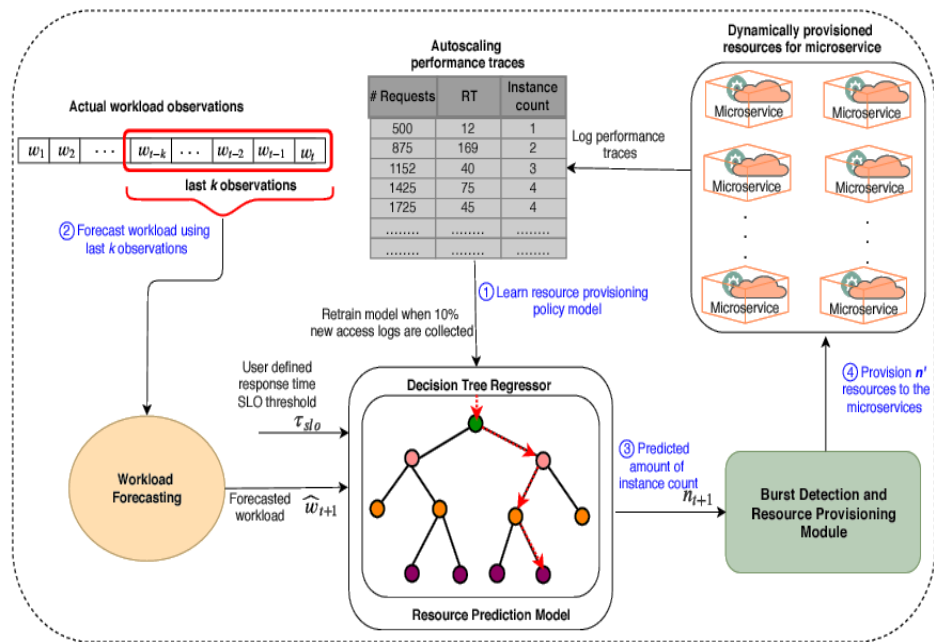 Dynamically provisioned
resources for microservice
Autoscaling
performance traces
Actual workload observations
w₁ w₂ · · · wₜ₋ₖ · · · wₜ₋₂ wₜ₋₁ wₜ
last k observations
# Requests RT Instance count
500 12 1
875 169 2
1152 40 3
1425 75 4
1725 45 4
........ ........ ........
........ ........ ........
Log performance
traces
Microservice Microservice
Microservice Microservice
Microservice Microservice
② Forecast workload using
last k observations
① Learn resource provisioning
policy model
Retrain model when 10%
new access logs are collected
User defined
response time
SLO threshold
τ_slo
Decision Tree Regressor
④ Provision n'
resources to the
microservices
Workload
Forecasting
Forecasted
workload
ŵₜ₊₁
③ Predicted
amount of
instance count
nₜ₊₁
Burst Detection and
Resource Provisioning
Module
Resource Prediction Model